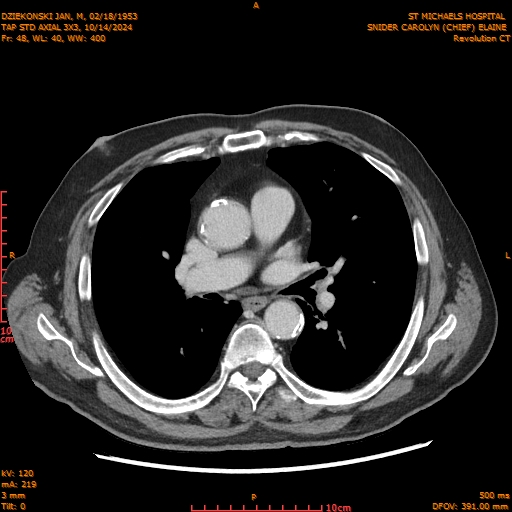 A
DZIEKONSKI JAN, M, 02/18/1953
TAP STD AXIAL 3X3, 10/14/2024
Fr: 48, WL: 40, WW: 400
ST MICHAELS HOSPITAL
SNIDER CAROLYN (CHIEF) ELAINE
Revolution CT
R
L
10
cm
kV: 120
mA: 219
3 mm
Tilt: 0
P
10cm
500 ms
DFOV: 391.00 mm